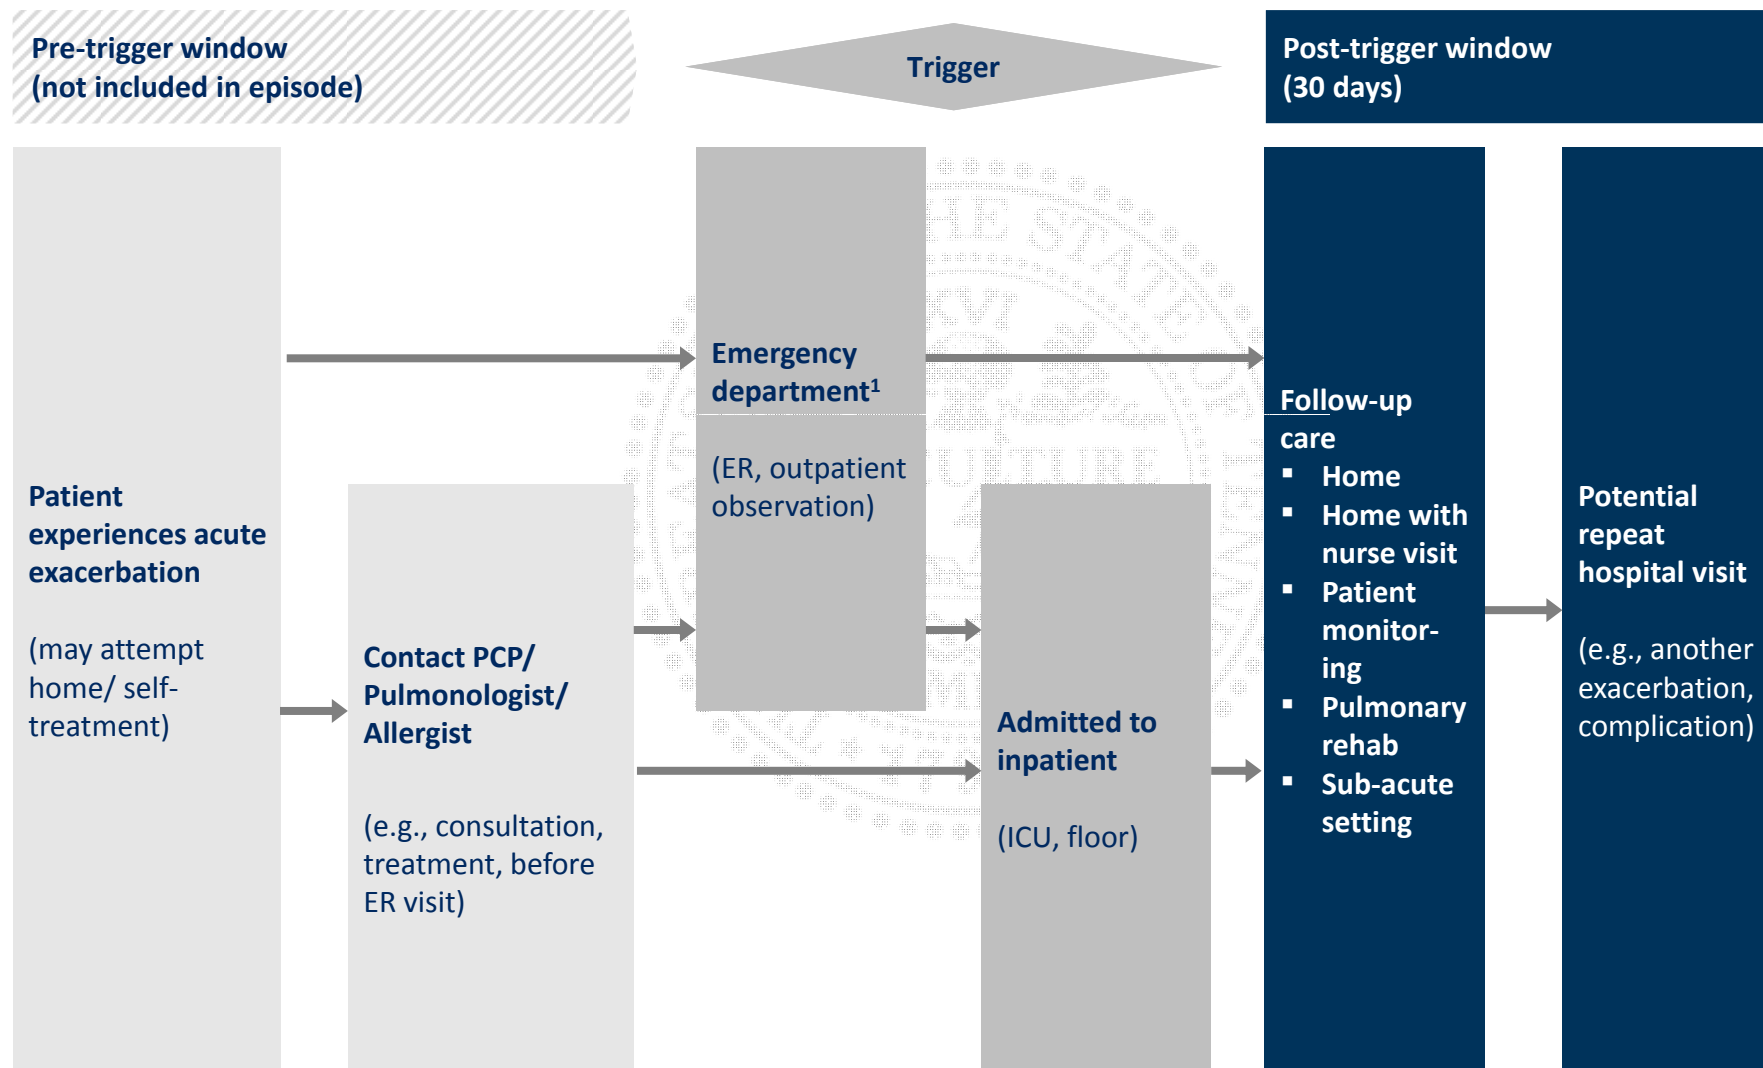 Pre-trigger window
(not included in episode)
Trigger
Post-trigger window
(30 days)
Patient
experiences acute
exacerbation
(may attempt
home/ self-
treatment)
Contact PCP/
Pulmonologist/
Allergist
(e.g., consultation,
treatment, before
ER visit)
Emergency
department¹
(ER, outpatient
observation)
Admitted to
inpatient
(ICU, floor)
Follow-up
care
▪ Home
▪ Home with
nurse visit
▪ Patient
monitor-
ing
▪ Pulmonary
rehab
▪ Sub-acute
setting
Potential
repeat
hospital visit
(e.g., another
exacerbation,
complication)